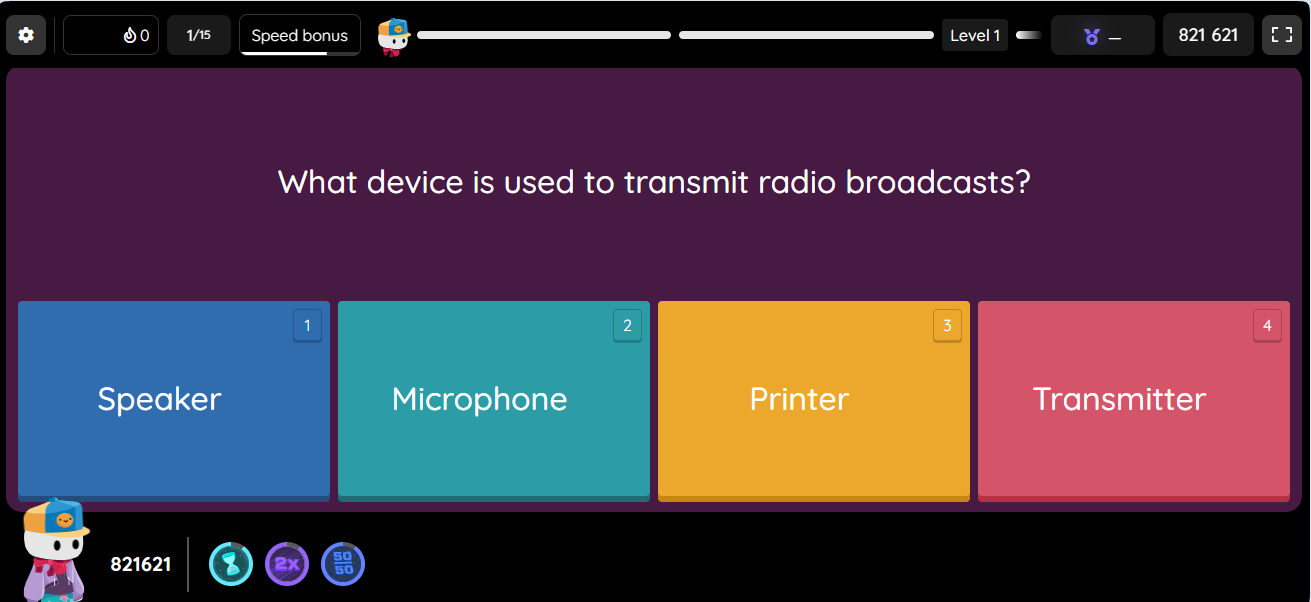 0
1/15
Speed bonus
Level 1
–
821 621
What device is used to transmit radio broadcasts?
1
Speaker
2
Microphone
3
Printer
4
Transmitter
821621
2x
50
50